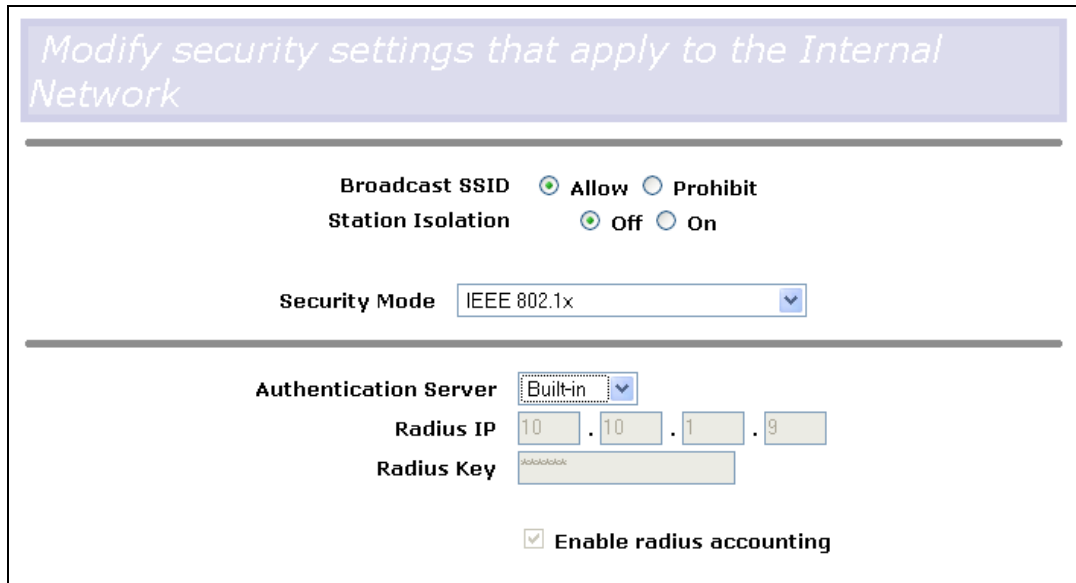 Modify security settings that apply to the Internal
Network
Broadcast SSID Allow Prohibit
Station Isolation Off On
Security Mode IEEE 802.1x
Authentication Server Built-in
Radius IP 10 . 10 . 1 . 9
Radius Key ******
Enable radius accounting